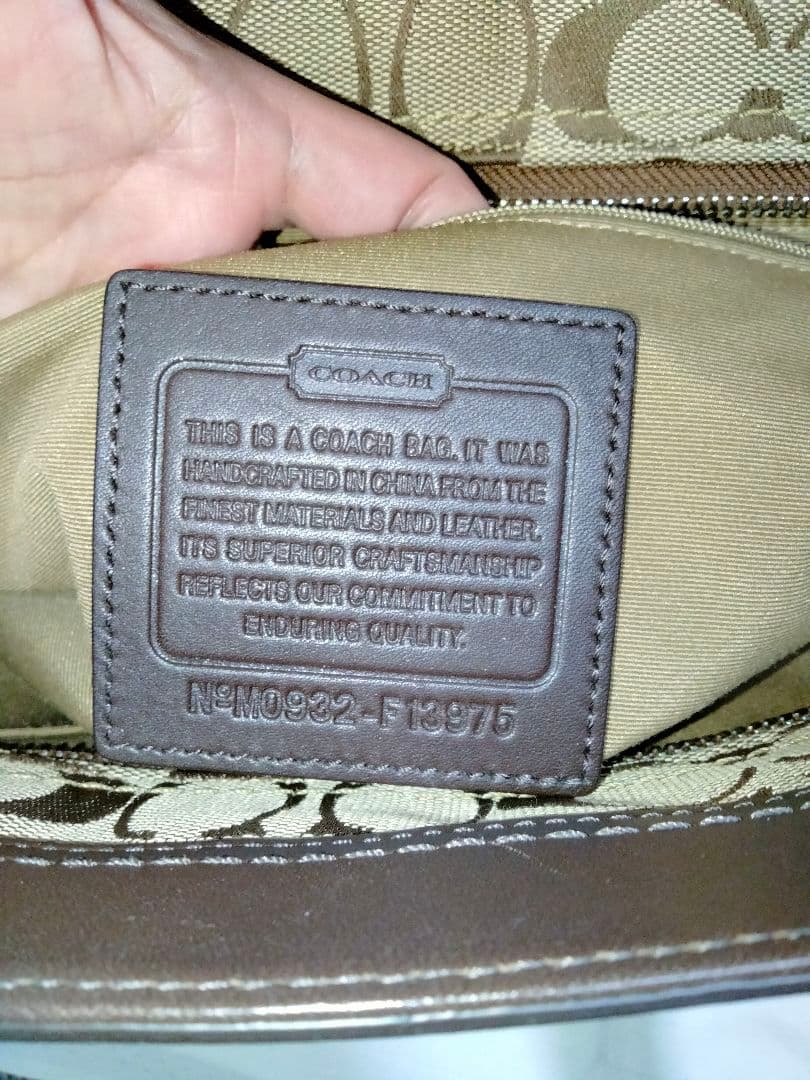 COACH
THIS IS A COACH BAG. IT WAS
HANDCRAFTED IN CHINA FROM THE
FINEST MATERIALS AND LEATHER.
ITS SUPERIOR CRAFTSMANSHIP
REFLECTS OUR COMMITMENT TO
ENDURING QUALITY.
NºM0932-F13975